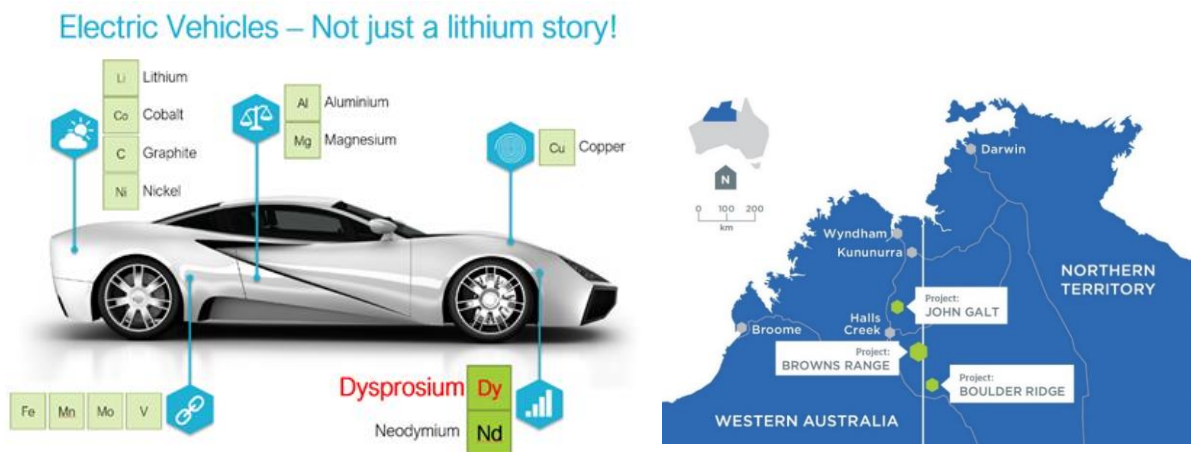 Electric Vehicles – Not just a lithium story!
Li Lithium
Co Cobalt
C Graphite
Ni Nickel
Al Aluminium
Mg Magnesium
Cu Copper
Fe Mn Mo V
Dysprosium Dy
Neodymium Nd
N
0 100 200
km
Darwin
Wyndham
Kununurra
NORTHERN
TERRITORY
Project:
JOHN GALT
Halls
Creek
Broome
Project:
BROWNS RANGE
Project:
BOULDER RIDGE
WESTERN AUSTRALIA